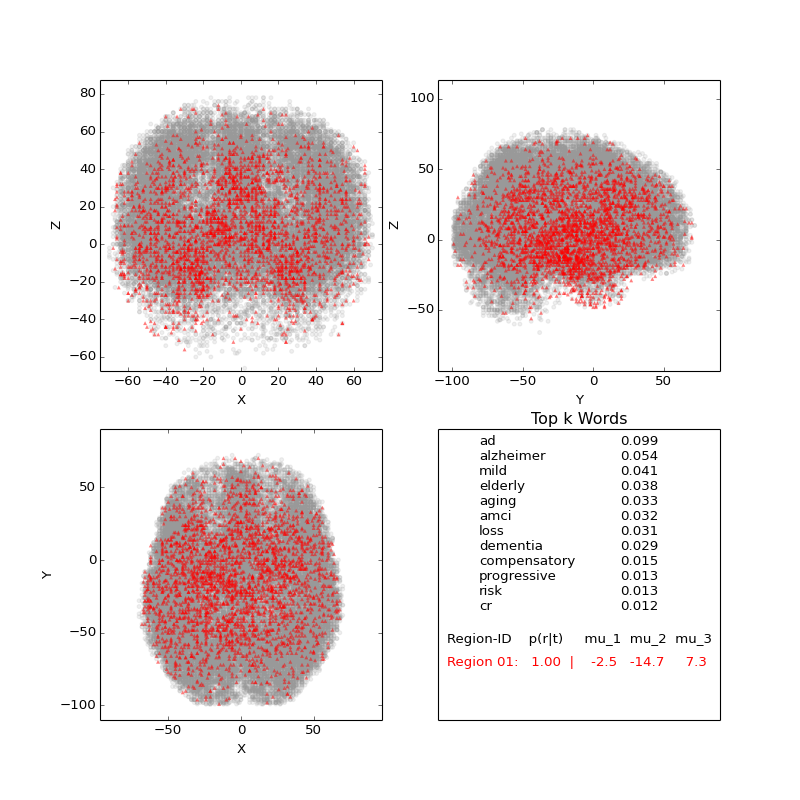 80
60
40
20
0
−20
−40
−60
Z
−60 −40 −20 0 20 40 60
X
100
50
0
−50
Z
−100 −50 0 50
Y
50
0
−50
−100
Y
−50 0 50
X
Top k Words
ad 0.099
alzheimer 0.054
mild 0.041
elderly 0.038
aging 0.033
amci 0.032
loss 0.031
dementia 0.029
compensatory 0.015
progressive 0.013
risk 0.013
cr 0.012
Region-ID p(r|t) mu_1 mu_2 mu_3
Region 01: 1.00 | -2.5 -14.7 7.3